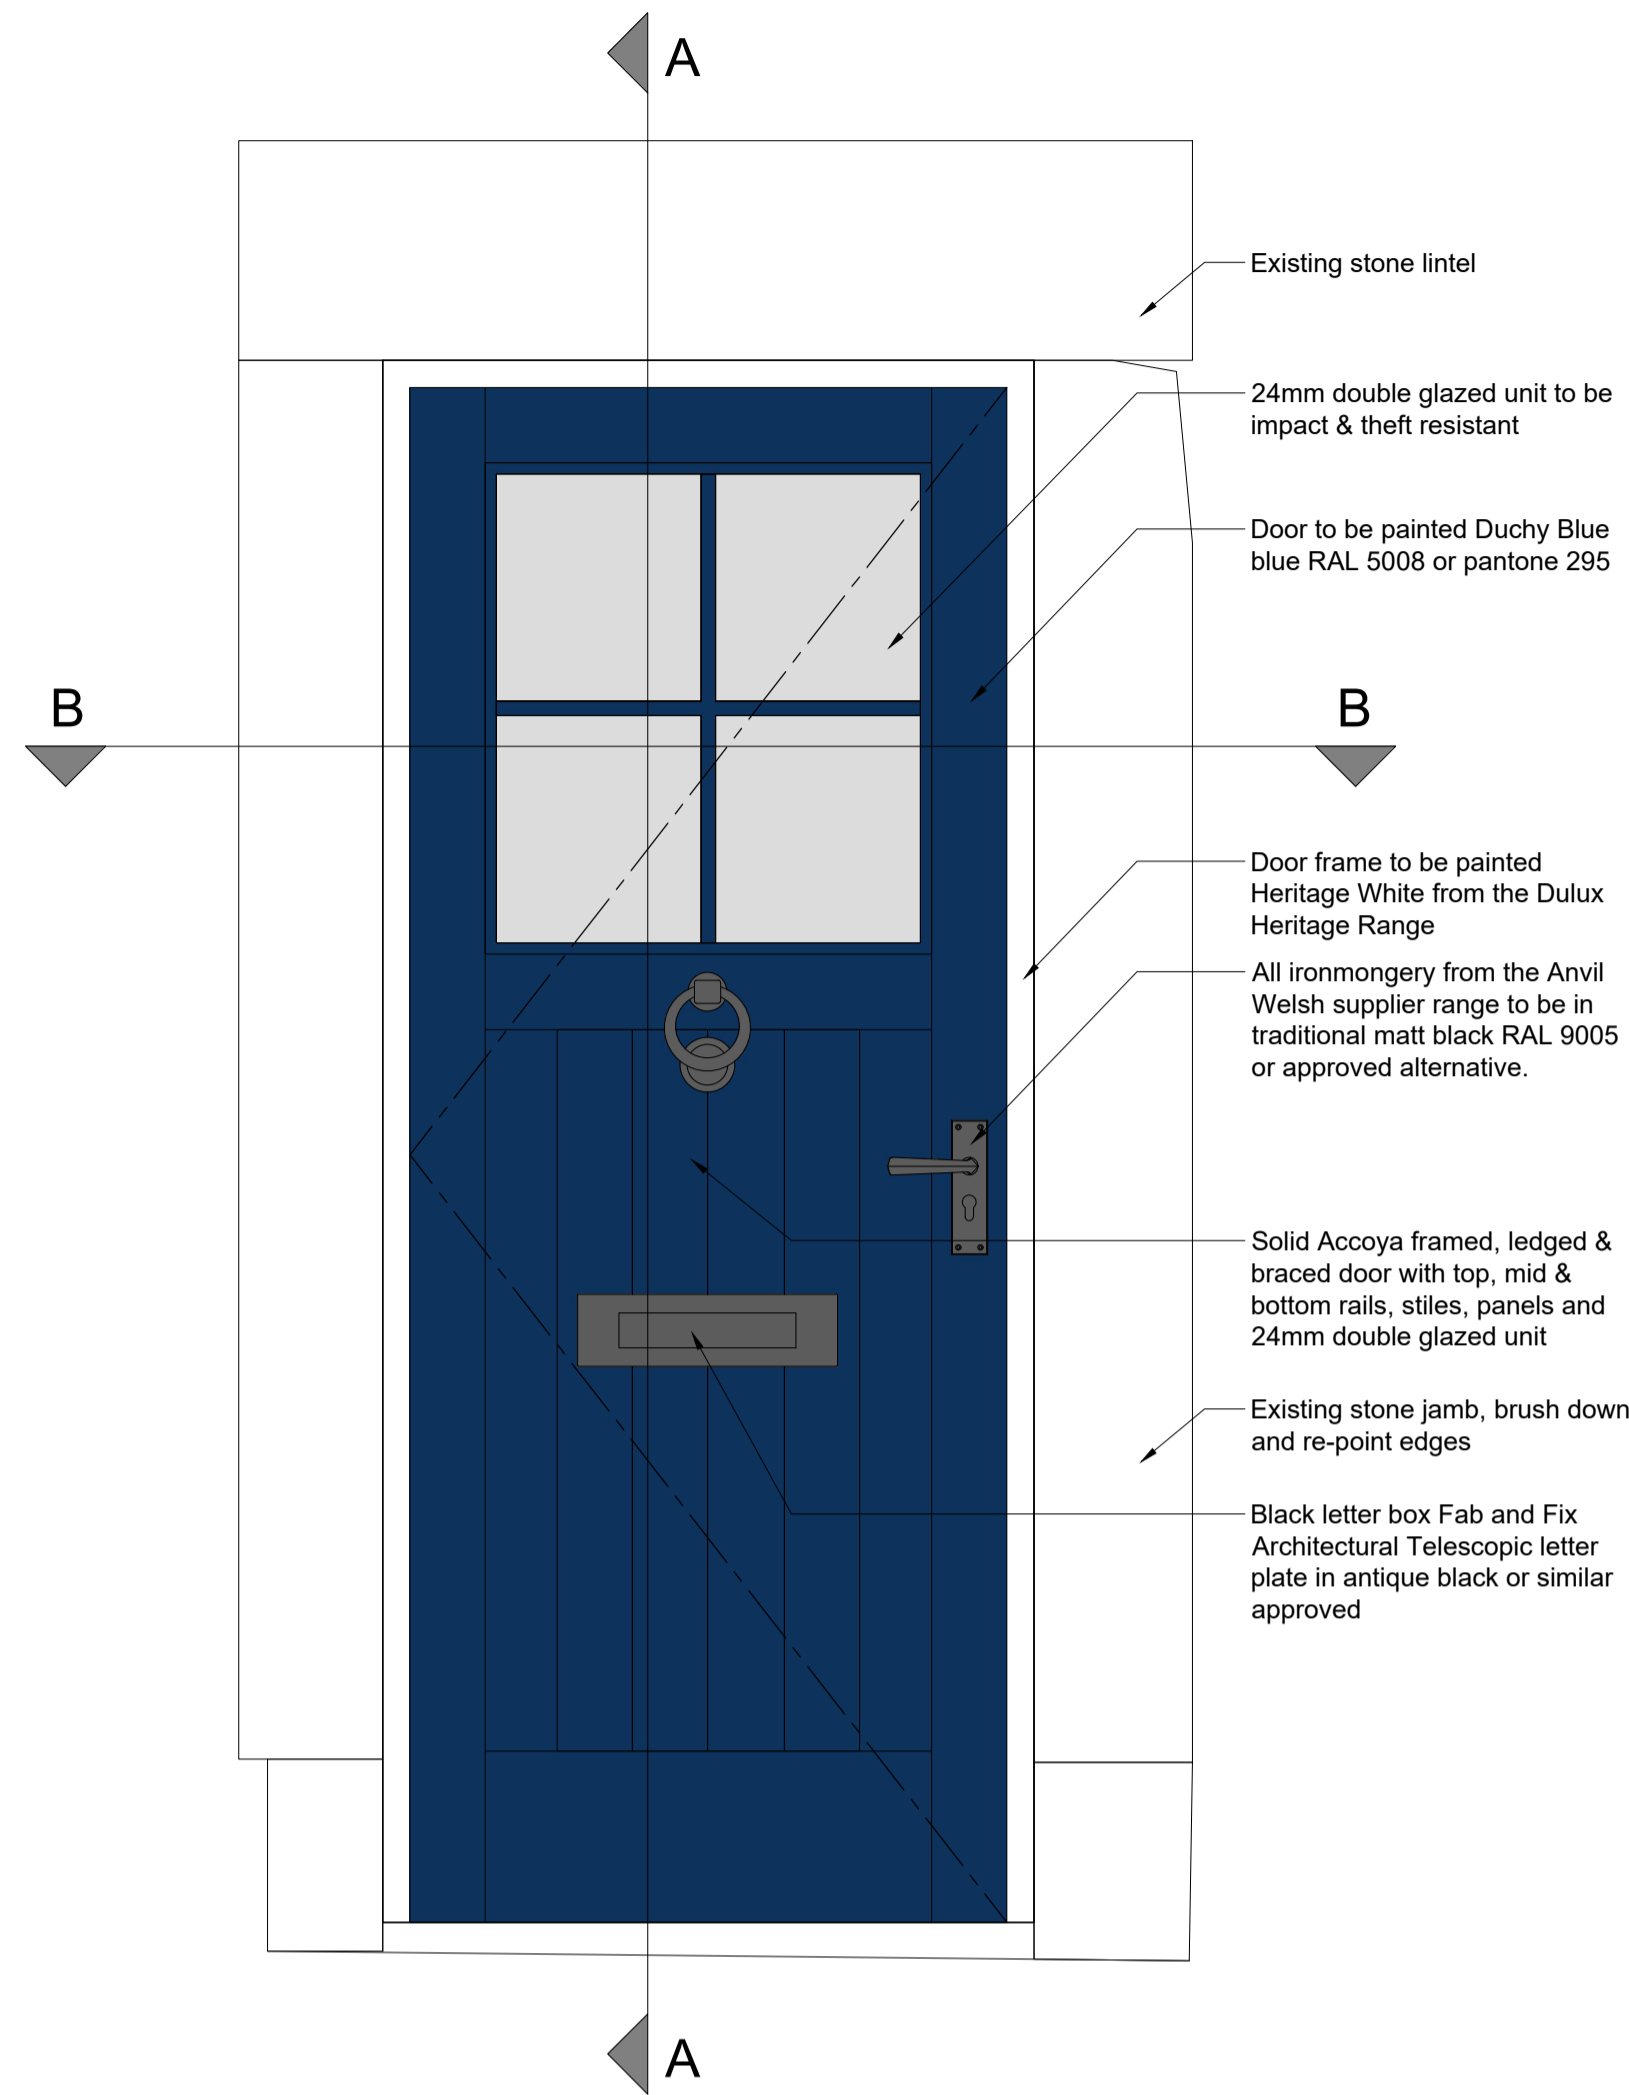 A
Existing stone lintel
24mm double glazed unit to be
impact & theft resistant
Door to be painted Duchy Blue
blue RAL 5008 or pantone 295
B
B
Door frame to be painted
Heritage White from the Dulux
Heritage Range
All ironmongery from the Anvil
Welsh supplier range to be in
traditional matt black RAL 9005
or approved alternative.
Solid Accoya framed, ledged &
braced door with top, mid &
bottom rails, stiles, panels and
24mm double glazed unit
Existing stone jamb, brush down
and re-point edges
Black letter box Fab and Fix
Architectural Telescopic letter
plate in antique black or similar
approved
A